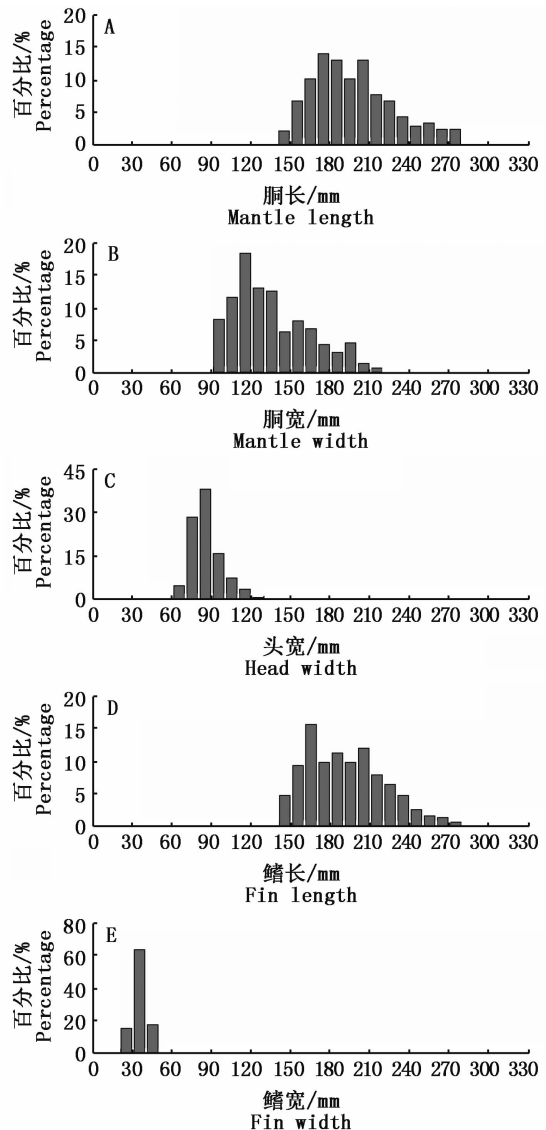 A
百分比/%
Percentage
20
15
10
5
0
0 30 60 90 120 150 180 210 240 270 300 330
胴长/mm
Mantle length
B
百分比/%
Percentage
20
15
10
5
0
0 30 60 90 120 150 180 210 240 270 300 330
胴宽/mm
Mantle width
C
百分比/%
Percentage
45
30
15
0
0 30 60 90 120 150 180 210 240 270 300 330
头宽/mm
Head width
D
百分比/%
Percentage
20
15
10
5
0
0 30 60 90 120 150 180 210 240 270 300 330
鳍长/mm
Fin length
E
百分比/%
Percentage
80
60
40
20
0
0 30 60 90 120 150 180 210 240 270 300 330
鳍宽/mm
Fin width